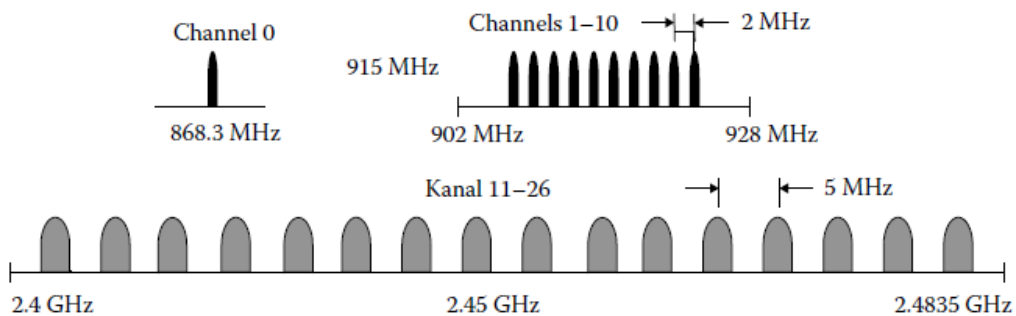 Channel 0
868.3 MHz
Channels 1–10
2 MHz
915 MHz
902 MHz
928 MHz
Kanal 11–26
5 MHz
2.4 GHz
2.45 GHz
2.4835 GHz